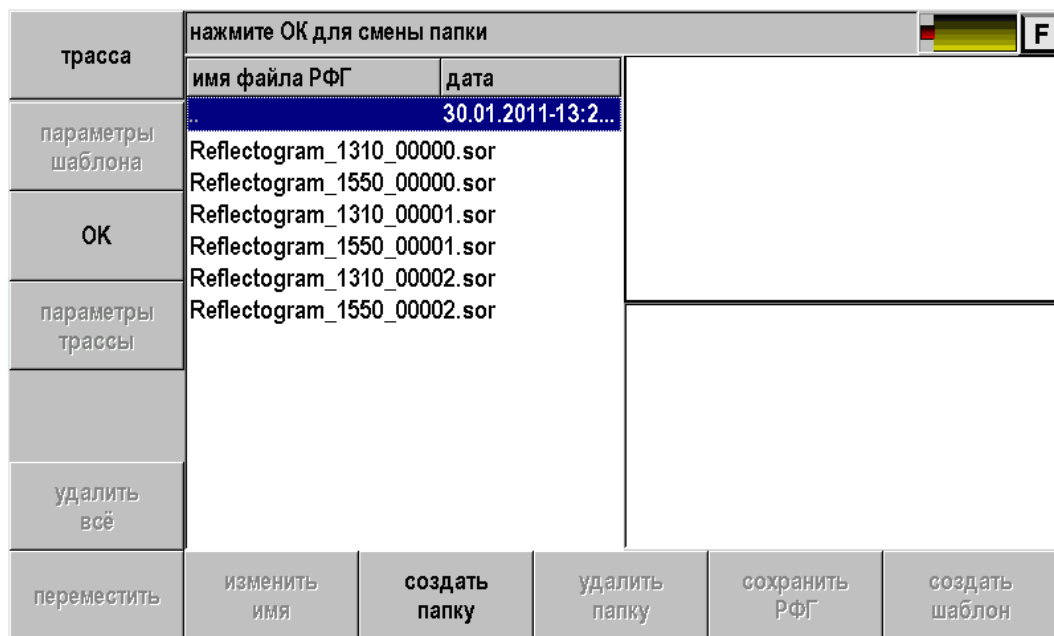 трасса
нажмите ОК для смены папки
F
имя файла РФГ
дата
..
30.01.2011-13:2...
Reflectogram_1310_00000.sor
Reflectogram_1550_00000.sor
Reflectogram_1310_00001.sor
Reflectogram_1550_00001.sor
Reflectogram_1310_00002.sor
Reflectogram_1550_00002.sor
параметры
шаблона
ОК
параметры
трассы
удалить
всё
переместить
изменить
имя
создать
папку
удалить
папку
сохранить
РФГ
создать
шаблон